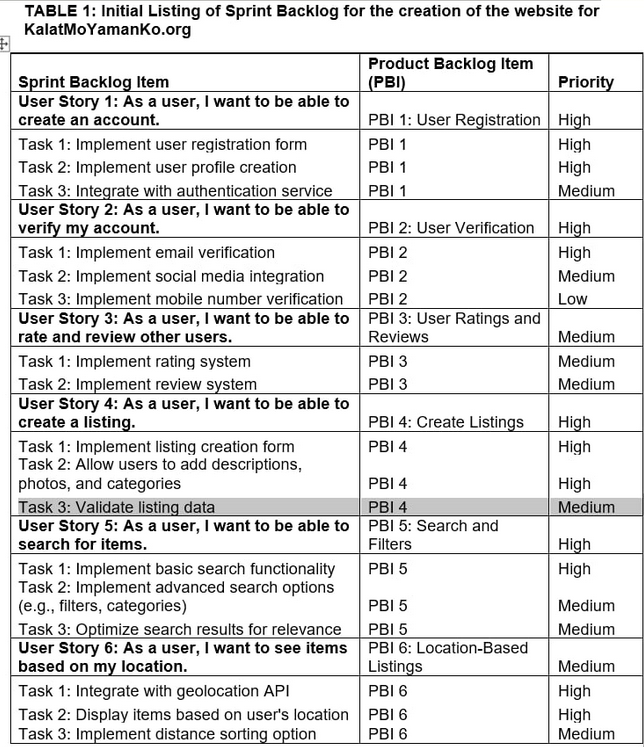 TABLE 1: Initial Listing of Sprint Backlog for the creation of the website for
KalatMoYamanKo.org
Sprint Backlog Item Product Backlog Item (PBI) Priority
User Story 1: As a user, I want to be able to create an account. PBI 1: User Registration High
Task 1: Implement user registration form PBI 1 High
Task 2: Implement user profile creation PBI 1 High
Task 3: Integrate with authentication service PBI 1 Medium
User Story 2: As a user, I want to be able to verify my account. PBI 2: User Verification High
Task 1: Implement email verification PBI 2 High
Task 2: Implement social media integration PBI 2 Medium
Task 3: Implement mobile number verification PBI 2 Low
User Story 3: As a user, I want to be able to rate and review other users. PBI 3: User Ratings and Reviews Medium
Task 1: Implement rating system PBI 3 Medium
Task 2: Implement review system PBI 3 Medium
User Story 4: As a user, I want to be able to create a listing. PBI 4: Create Listings High
Task 1: Implement listing creation form PBI 4 High
Task 2: Allow users to add descriptions, photos, and categories PBI 4 High
Task 3: Validate listing data PBI 4 Medium
User Story 5: As a user, I want to be able to search for items. PBI 5: Search and Filters High
Task 1: Implement basic search functionality PBI 5 High
Task 2: Implement advanced search options (e.g., filters, categories) PBI 5 Medium
Task 3: Optimize search results for relevance PBI 5 Medium
User Story 6: As a user, I want to see items based on my location. PBI 6: Location-Based Listings Medium
Task 1: Integrate with geolocation API PBI 6 High
Task 2: Display items based on user's location PBI 6 High
Task 3: Implement distance sorting option PBI 6 Medium